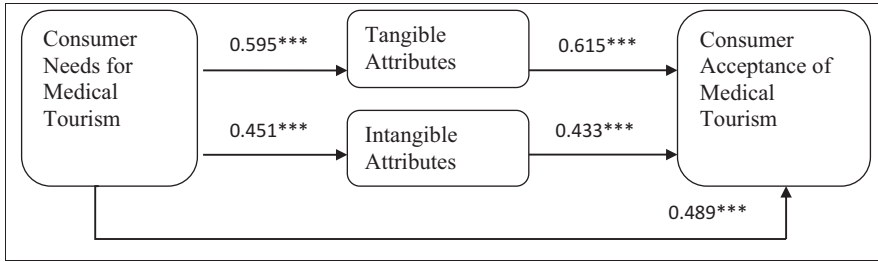 Consumer
Needs for
Medical
Tourism
0.595***
Tangible
Attributes
0.615***
Consumer
Acceptance of
Medical
Tourism
0.451***
Intangible
Attributes
0.433***
0.489***